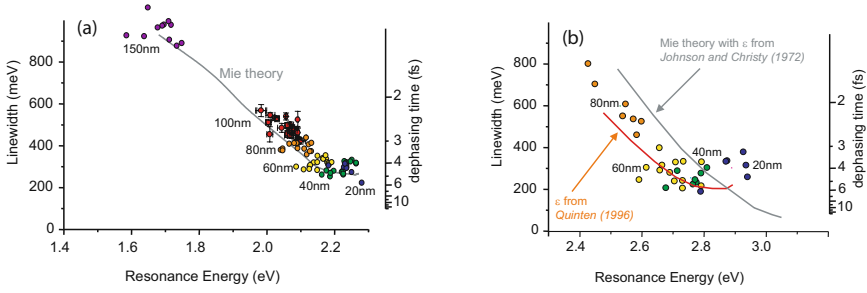 (a)
150nm
Mie theory
100nm
80nm
60nm
40nm
20nm
1000
800
600
400
200
0
Linewidth (meV)
1.4
1.6
1.8
2.0
2.2
Resonance Energy (eV)
2
3
4
6
10
dephasing time (fs)
(b)
Mie theory with ε from
Johnson and Christy (1972)
80nm
40nm
60nm
20nm
ε from
Quinten (1996)
800
600
400
200
0
Linewidth (meV)
2.4
2.6
2.8
3.0
Resonance Energy (eV)
2
3
4
6
10
dephasing time (fs)